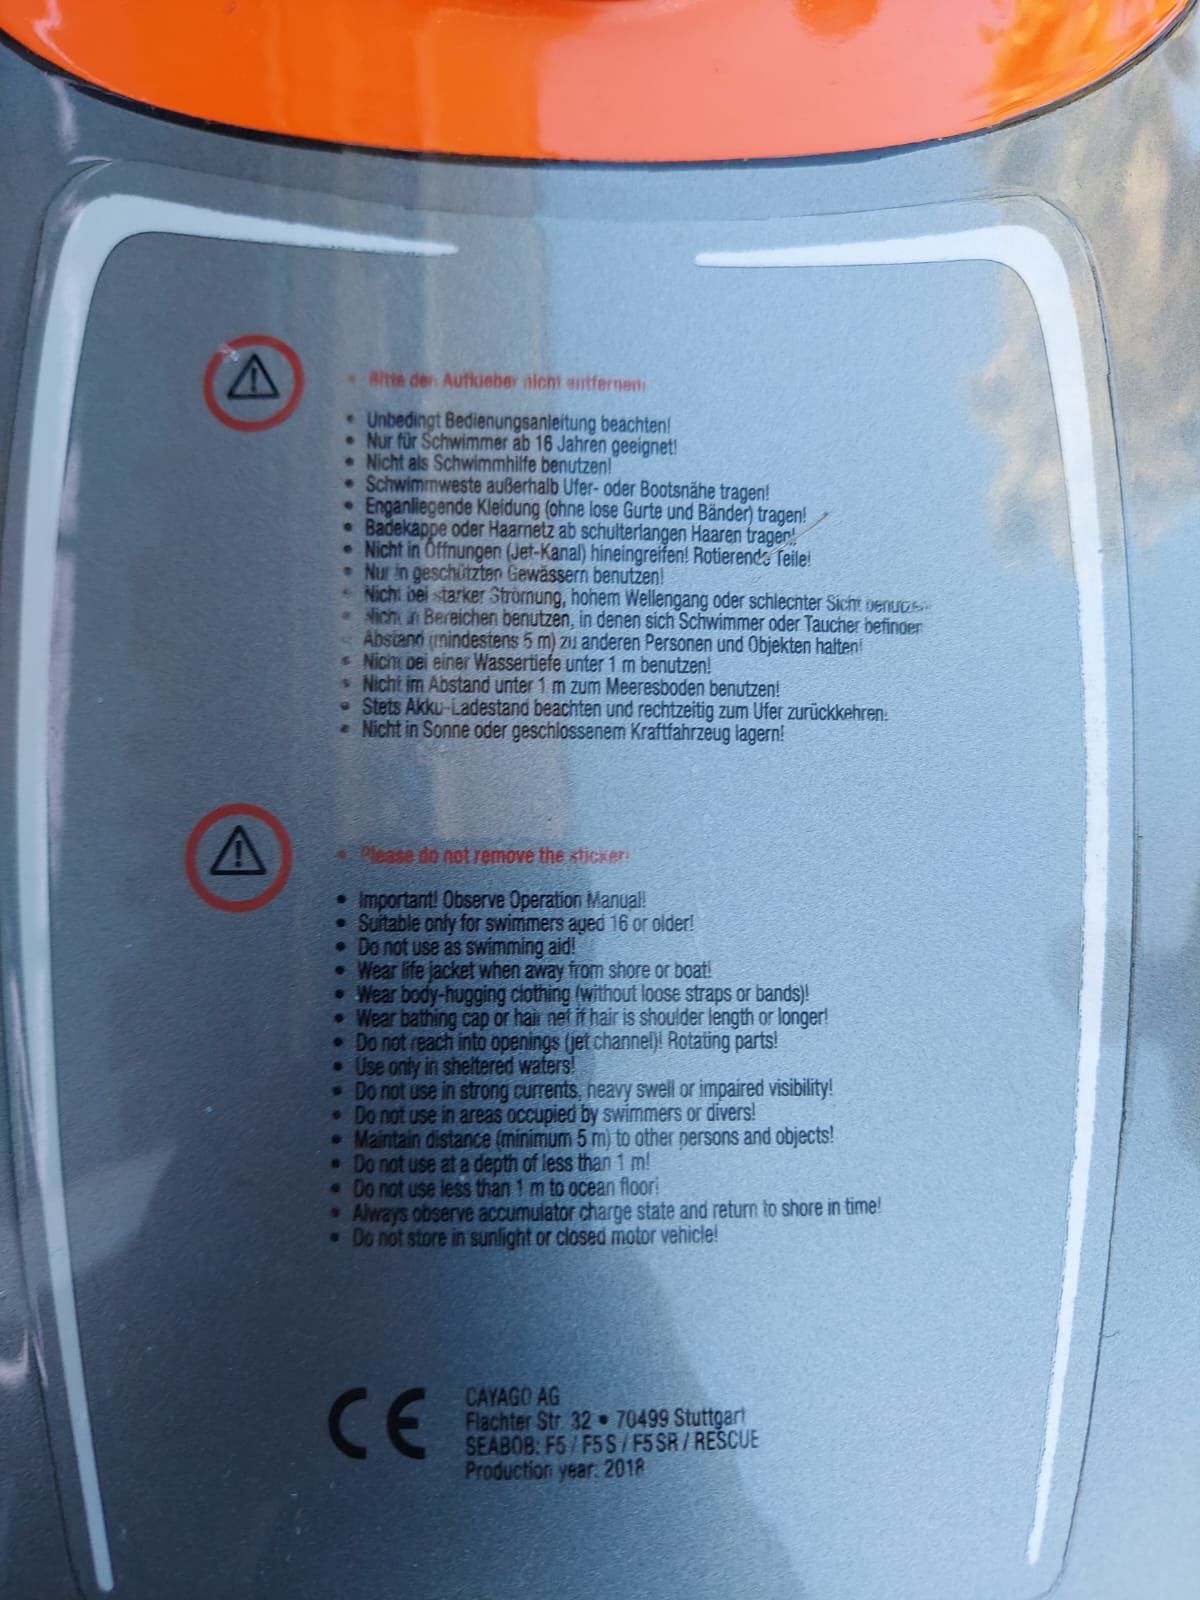 • Bitte den Aufkleber nicht entfernen!
• Unbedingt Bedienungsanleitung beachten!
• Nur für Schwimmer ab 16 Jahren geeignet!
• Nicht als Schwimmhilfe benutzen!
• Schwimmweste außerhalb Ufer- oder Bootsnähe tragen!
• Enganliegende Kleidung (ohne lose Gurte und Bänder) tragen!
• Badekappe oder Haarnetz ab schulterlangen Haaren tragen!
• Nicht in Öffnungen (Jet-Kanal) hineingreifen! Rotierende Teile!
• Nur in geschützten Gewässern benutzen!
• Nicht bei starker Strömung, hohem Wellengang oder schlechter Sicht benutzen
• Nicht in Bereichen benutzen, in denen sich Schwimmer oder Taucher befinden
• Abstand (mindestens 5 m) zu anderen Personen und Objekten halten!
• Nicht bei einer Wassertiefe unter 1 m benutzen!
• Nicht im Abstand unter 1 m zum Meeresboden benutzen!
• Stets Akku-Ladestand beachten und rechtzeitig zum Ufer zurückkehren!
• Nicht in Sonne oder geschlossenem Kraftfahrzeug lagern!
• Please do not remove the sticker!
• Important! Observe Operation Manual!
• Suitable only for swimmers aged 16 or older!
• Do not use as swimming aid!
• Wear life jacket when away from shore or boat!
• Wear body-hugging clothing (without loose straps or bands)!
• Wear bathing cap or hair net if hair is shoulder length or longer!
• Do not reach into openings (jet channel)! Rotating parts!
• Use only in sheltered waters!
• Do not use in strong currents, heavy swell or impaired visibility!
• Do not use in areas occupied by swimmers or divers!
• Maintain distance (minimum 5 m) to other persons and objects!
• Do not use at a depth of less than 1 m!
• Do not use less than 1 m to ocean floor!
• Always observe accumulator charge state and return to shore in time!
• Do not store in sunlight or closed motor vehicle!
CE
CAYAGO AG
Flachter Str. 32 • 70499 Stuttgart
SEABOB: F5 / F5 S / F5 SR / RESCUE
Production year: 2018